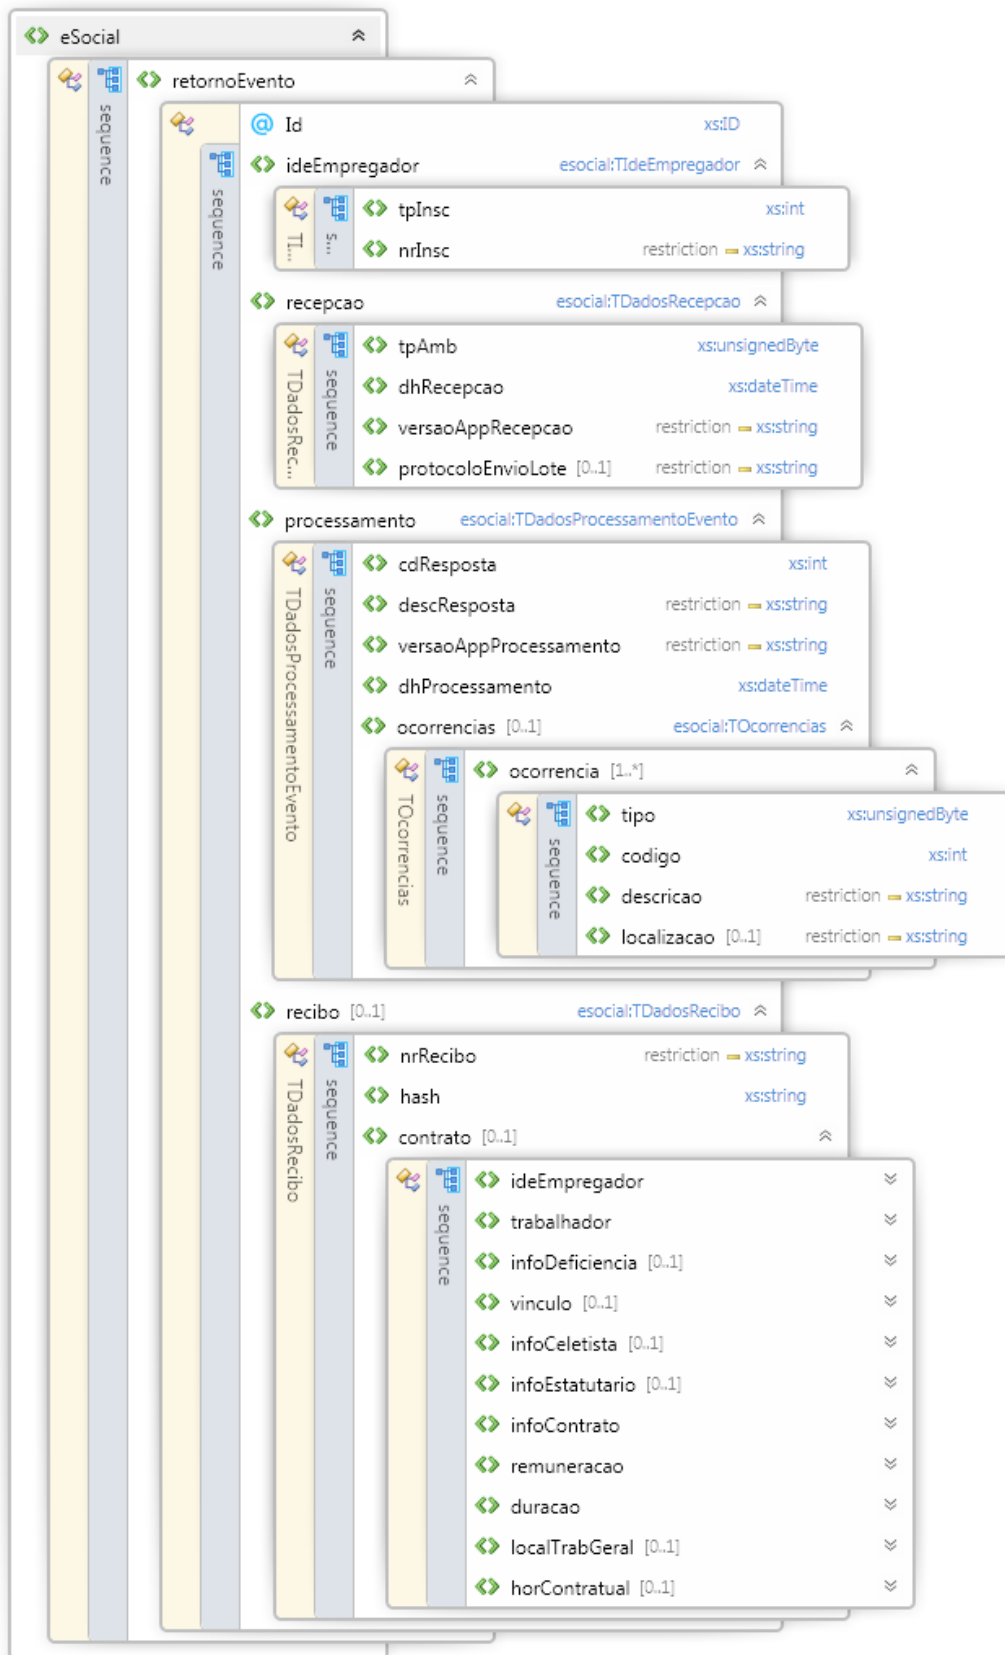 eSocial
sequence
retornoEvento
sequence
Id xs:ID
ideEmpregador esocial:TIdeEmpregador
TI...
s...
tpInsc xs:int
nrInsc restriction xs:string
recepcao esocial:TDadosRecepcao
TDadosRec...
sequence
tpAmb xs:unsignedByte
dhRecepcao xs:dateTime
versaoAppRecepcao restriction xs:string
protocoloEnvioLote [0..1] restriction xs:string
processamento esocial:TDadosProcessamentoEvento
TDadosProcessamentoEvento
sequence
cdResposta xs:int
descResposta restriction xs:string
versaoAppProcessamento restriction xs:string
dhProcessamento xs:dateTime
ocorrencias [0..1] esocial:TOcorrencias
TOcorrencias
sequence
ocorrencia [1..*]
sequence
tipo xs:unsignedByte
codigo xs:int
descricao restriction xs:string
localizacao [0..1] restriction xs:string
recibo [0..1] esocial:TDadosRecibo
TDadosRecibo
sequence
nrRecibo restriction xs:string
hash xs:string
contrato [0..1]
sequence
ideEmpregador
trabalhador
infoDeficiencia [0..1]
vinculo [0..1]
infoCeletista [0..1]
infoEstatutario [0..1]
infoContrato
remuneracao
duracao
localTrabGeral [0..1]
horContratual [0..1]